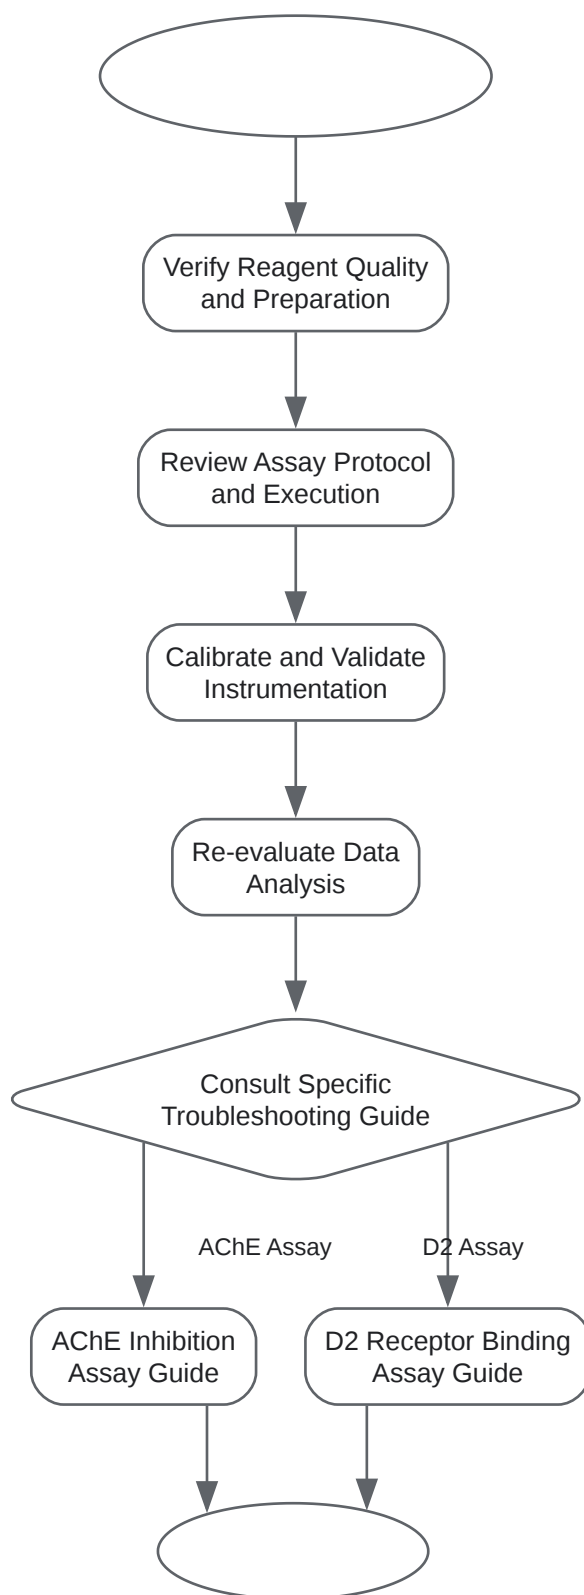 Verify Reagent Quality
and Preparation
Review Assay Protocol
and Execution
Calibrate and Validate
Instrumentation
Re-evaluate Data
Analysis
Consult Specific
Troubleshooting Guide
AChE Assay
D2 Assay
AChE Inhibition
Assay Guide
D2 Receptor Binding
Assay Guide